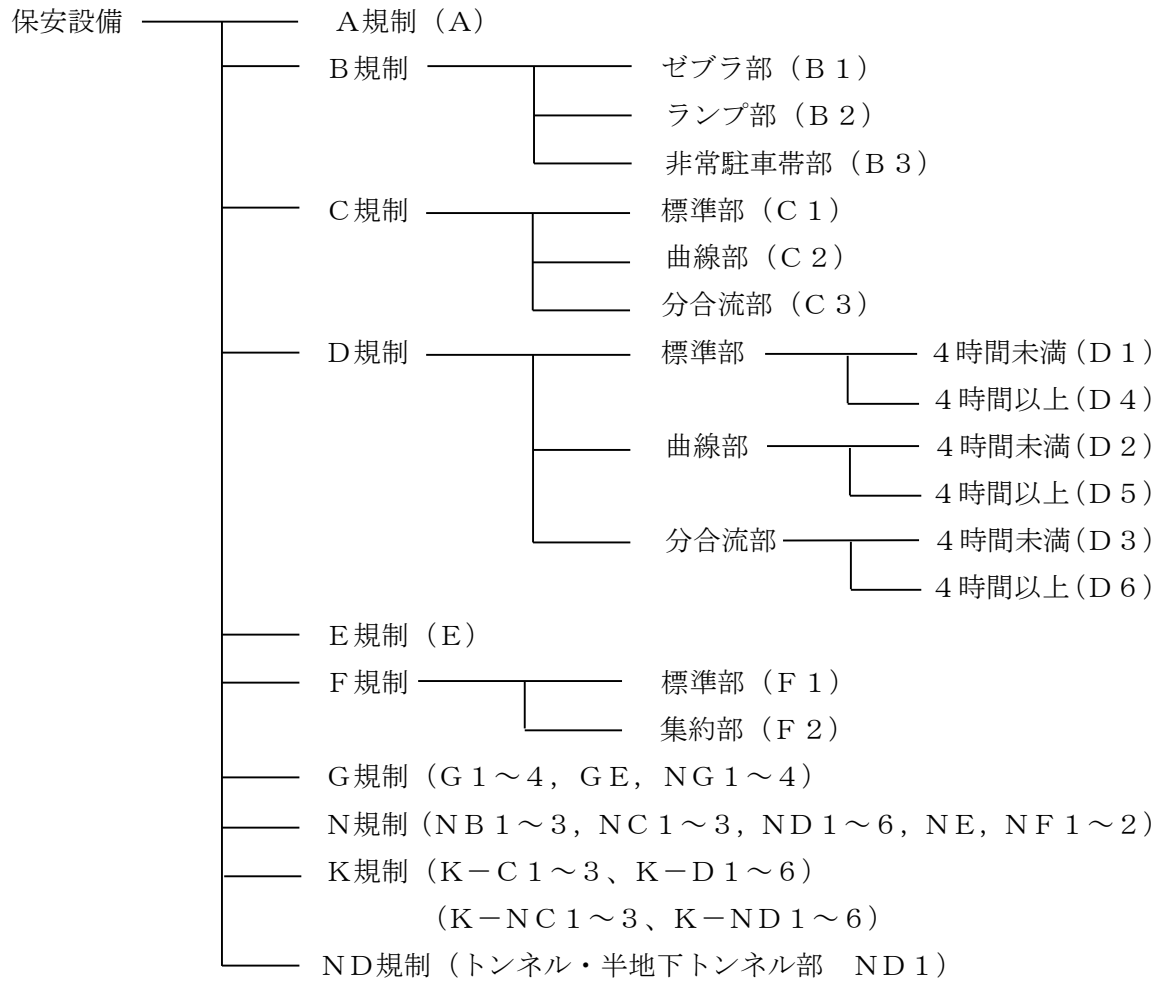 保安設備 A規制(A)
B規制 ゼブラ部(B1)
ランプ部(B2)
非常駐車帯部(B3)
C規制 標準部(C1)
曲線部(C2)
分合流部(C3)
D規制 標準部 4時間未満(D1)
4時間以上(D4)
曲線部 4時間未満(D2)
4時間以上(D5)
分合流部 4時間未満(D3)
4時間以上(D6)
E規制(E)
F規制 標準部(F1)
集約部(F2)
G規制(G1~4,GE,NG1~4)
N規制(NB1~3,NC1~3,ND1~6,NE,NF1~2)
K規制(K-C1~3、K-D1~6)
(K-NC1~3、K-ND1~6)
ND規制(トンネル・半地下トンネル部 ND1)